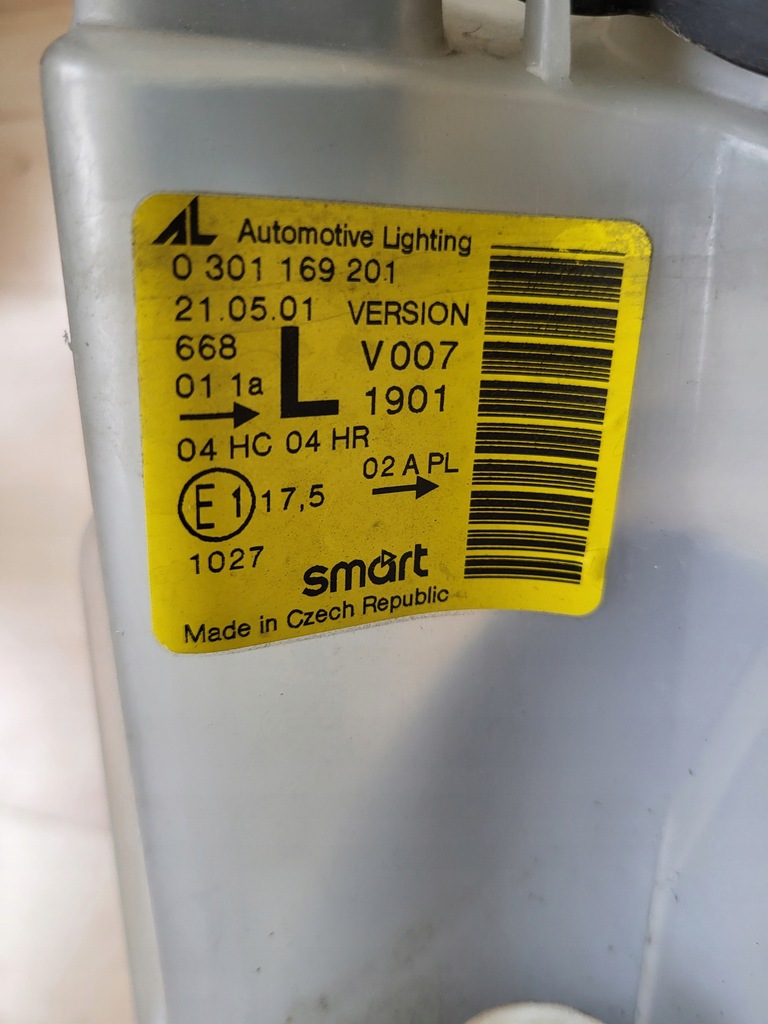 AL Automotive Lighting
0 301 169 201
21.05.01 VERSION
668 L V007
01 1a 1901
04 HC 04 HR
02 A PL
E1 17,5
1027
smart
Made in Czech Republic